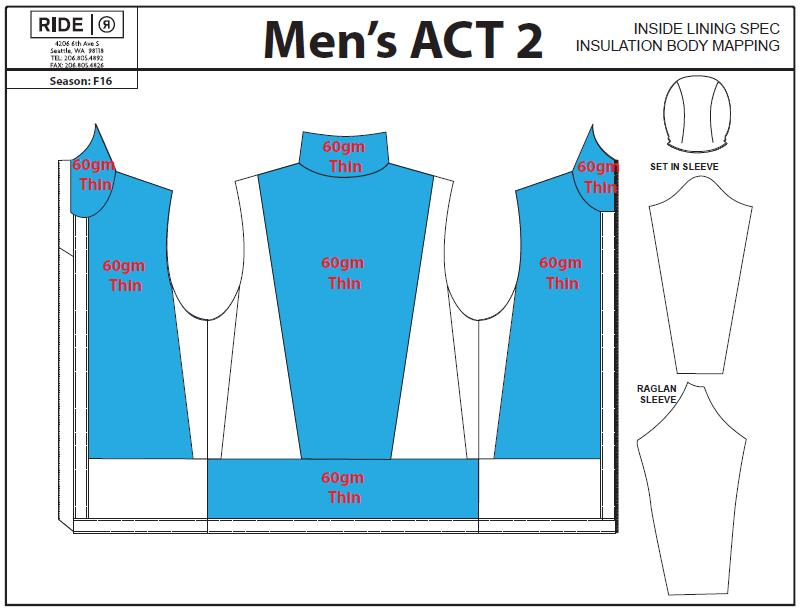 RIDE | ®
4206 6th Ave S
Seattle, WA 98118
TEL: 206.805.4892
FAX: 206.805.4826
Season: F16
Men's ACT 2
INSIDE LINING SPEC
INSULATION BODY MAPPING
60gm
Thin
60gm
Thin
60gm
Thin
60gm
Thin
60gm
Thin
60gm
Thin
60gm
Thin
SET IN SLEEVE
RAGLAN
SLEEVE